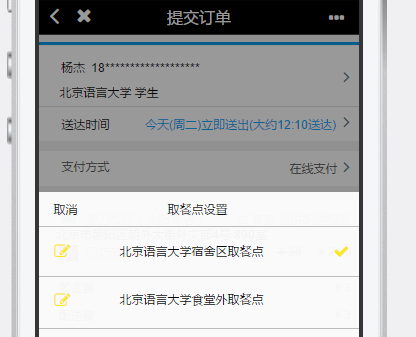 提交订单
杨杰 18*******************
北京语言大学 学生
送达时间 今天(周二)立即送出(大约12:10送达)
支付方式 在线支付
取消 取餐点设置
北京语言大学宿舍区取餐点
北京语言大学食堂外取餐点